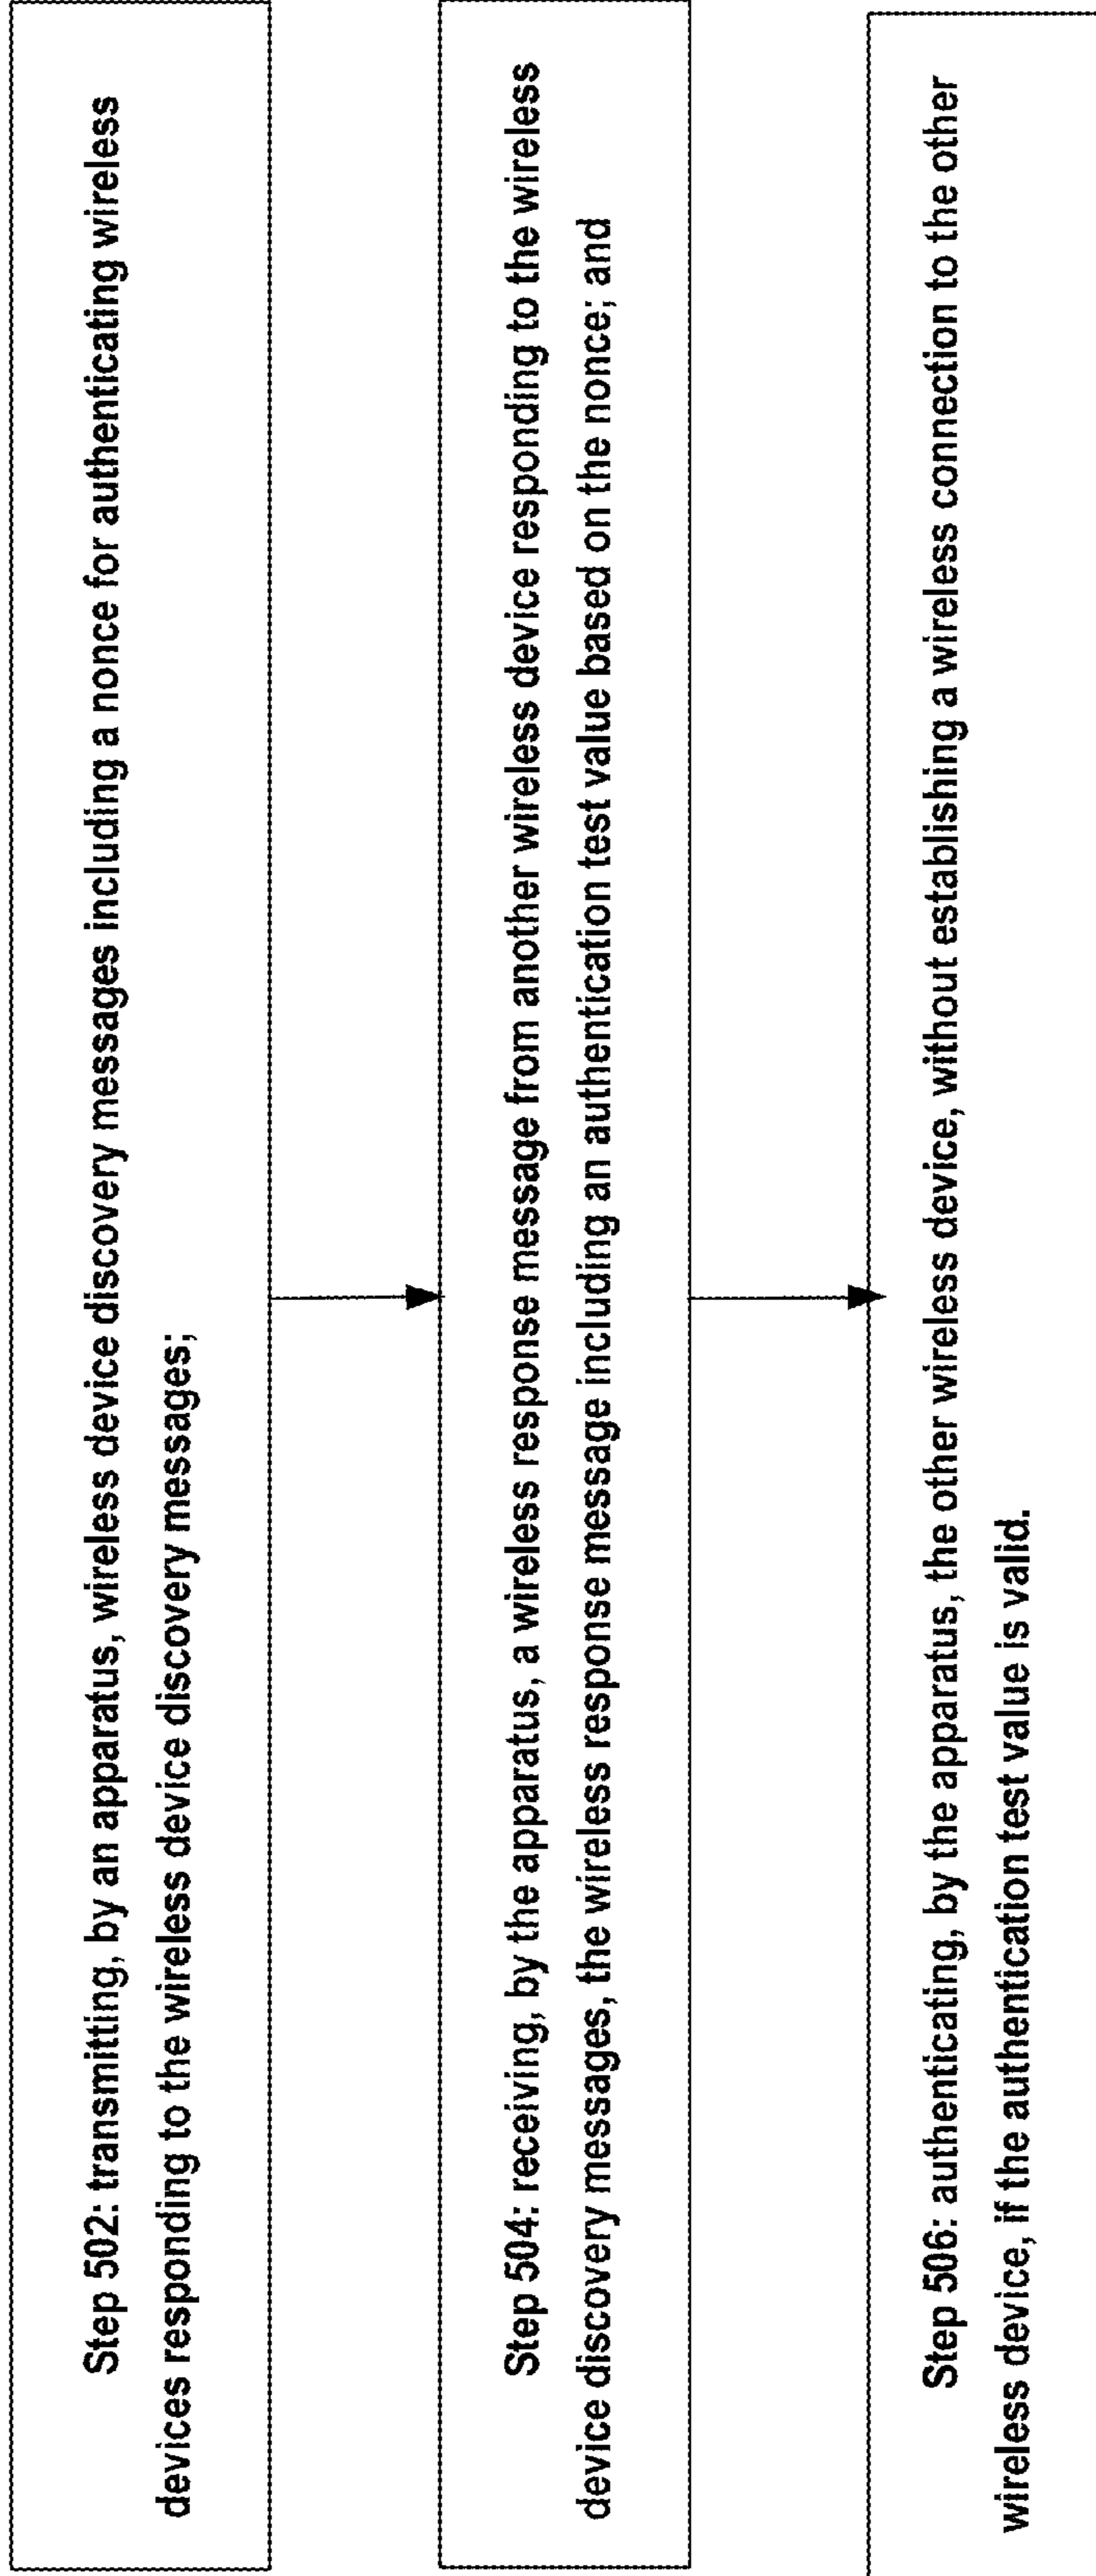 Step 502: transmitting, by an apparatus, wireless device discovery messages including a nonce for authenticating wireless
devices responding to the wireless device discovery messages;
Step 504: receiving, by the apparatus, a wireless response message from another wireless device responding to the wireless
device discovery messages, the wireless response message including an authentication test value based on the nonce; and
Step 506: authenticating, by the apparatus, the other wireless device, without establishing a wireless connection to the other
wireless device, if the authentication test value is valid.